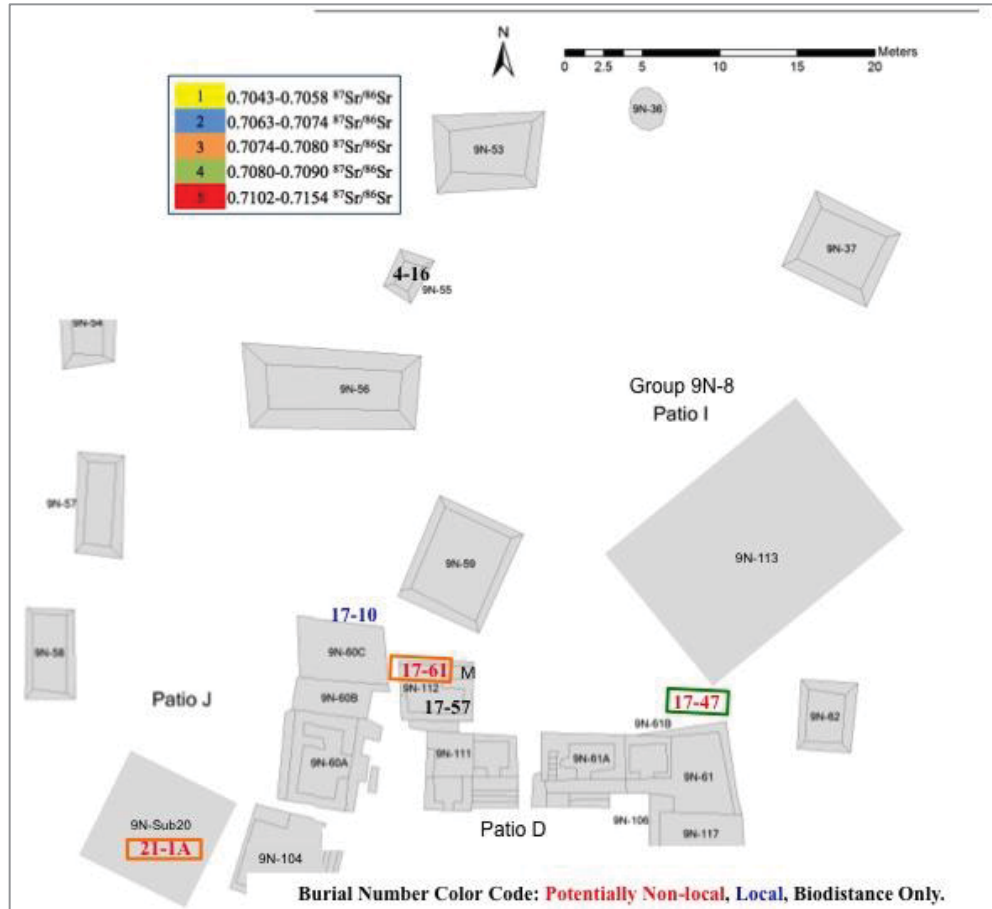 N
Meters
0 2.5 5 10 15 20
1 0.7043-0.7058 ⁸⁷Sr/⁸⁶Sr
2 0.7063-0.7074 ⁸⁷Sr/⁸⁶Sr
3 0.7074-0.7080 ⁸⁷Sr/⁸⁶Sr
4 0.7080-0.7090 ⁸⁷Sr/⁸⁶Sr
5 0.7102-0.7154 ⁸⁷Sr/⁸⁶Sr
9N-36
9N-53
9N-37
4-16
9N-55
9N-54
9N-56
Group 9N-8
Patio I
9N-57
9N-59
9N-113
17-10
9N-58
9N-60C
17-61
M
9N-112
17-57
17-47
Patio J
9N-60B
9N-61B
9N-62
9N-60A
9N-111
9N-61A
9N-61
9N-Sub20
21-1A
9N-104
Patio D
9N-106
9N-117
Burial Number Color Code: Potentially Non-local, Local, Biodistance Only.